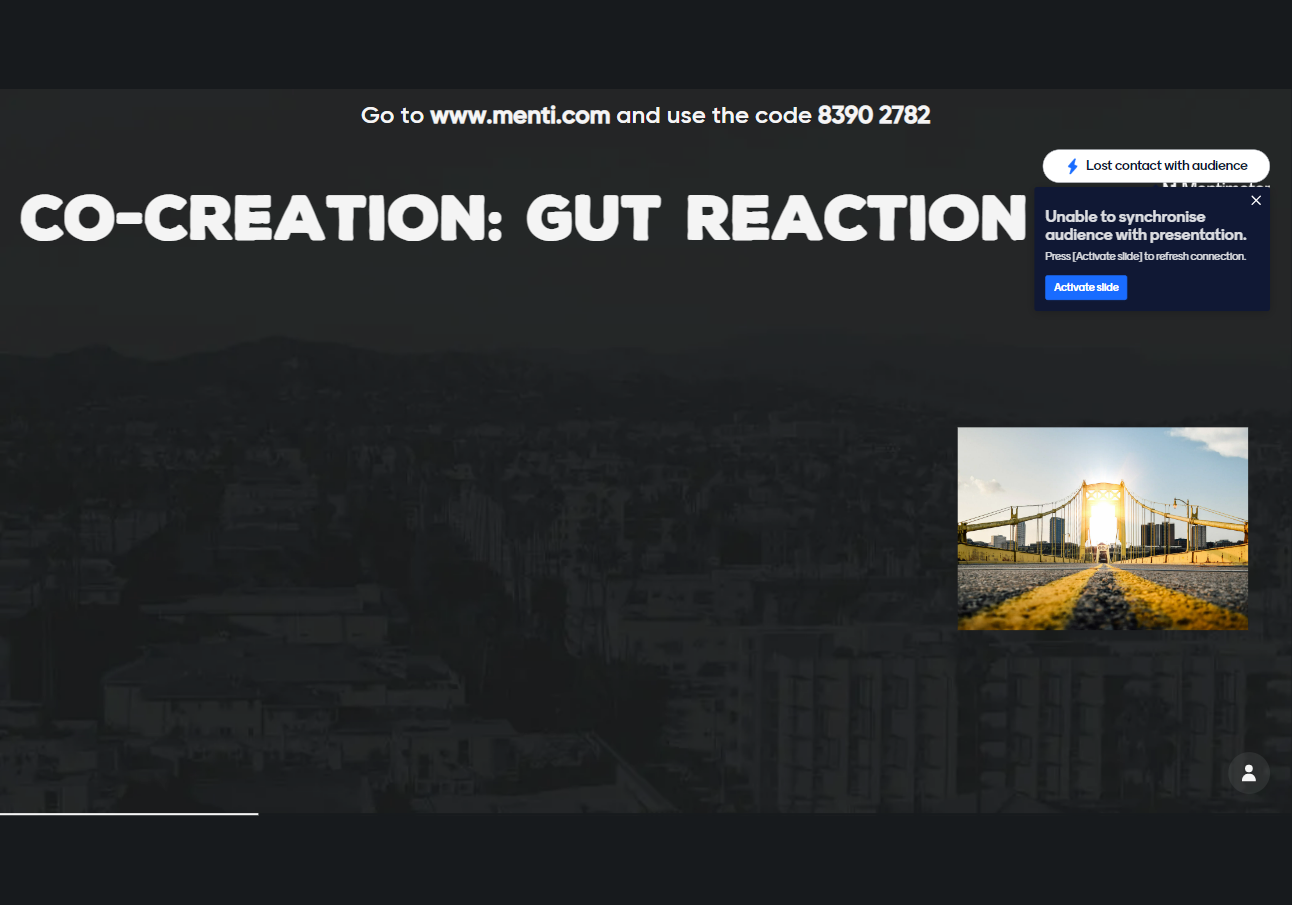 Go to www.menti.com and use the code 8390 2782
Lost contact with audience
CO-CREATION: GUT REACTION
Unable to synchronise
audience with presentation.
Press [Activate slide] to refresh connection.
Activate slide